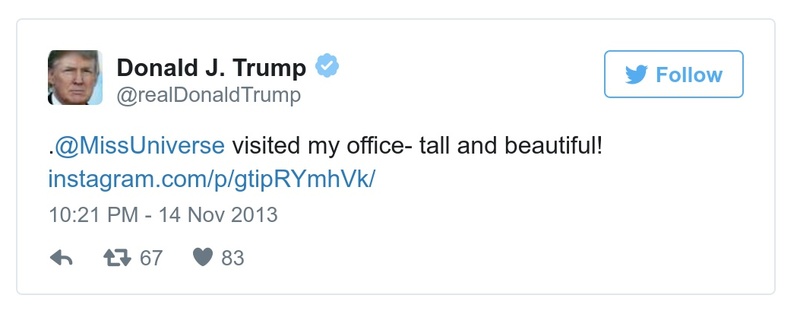 Donald J. Trump
@realDonaldTrump
Follow
.@MissUniverse visited my office- tall and beautiful!
instagram.com/p/gtipRYmhVk/
10:21 PM - 14 Nov 2013
67 83